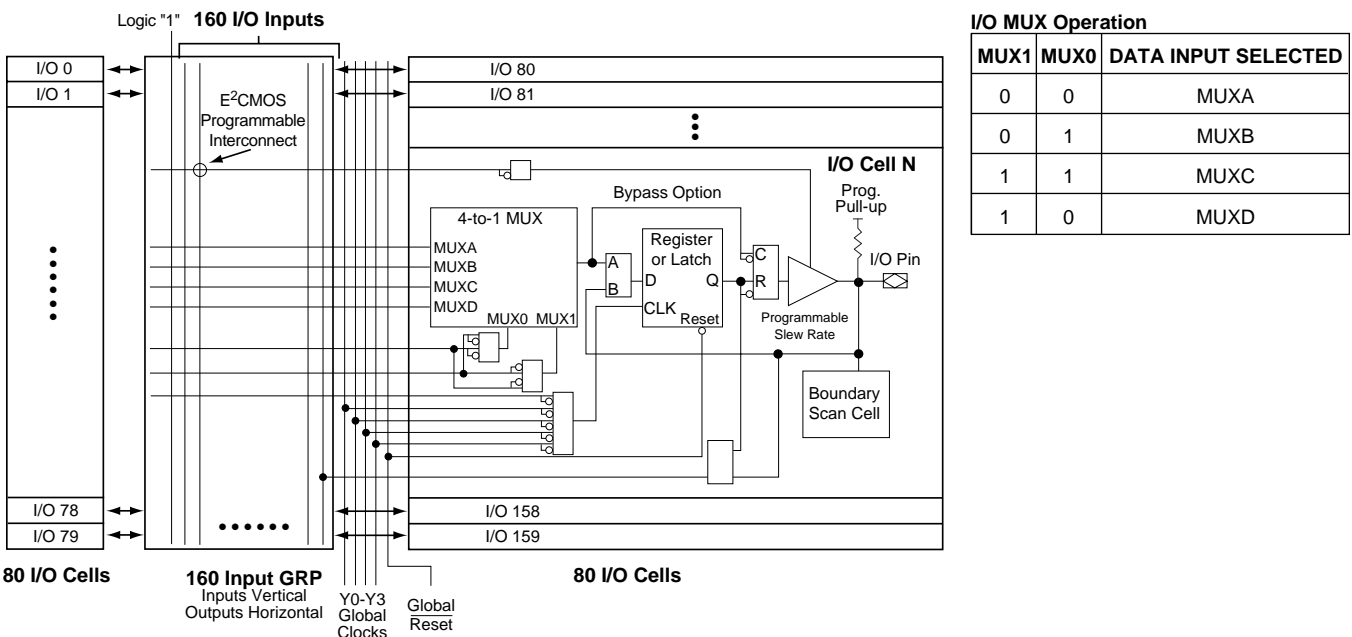 Logic "1"
160 I/O Inputs
I/O 0
I/O 1
I/O 78
I/O 79
80 I/O Cells
E2CMOS
Programmable
Interconnect
160 Input GRP
Inputs Vertical
Outputs Horizontal
Y0-Y3
Global
Clocks
Global
Reset
I/O 80
I/O 81
I/O Cell N
Bypass Option
Prog.
Pull-up
4-to-1 MUX
MUXA
MUXB
MUXC
MUXD
MUX0 MUX1
A
B
Register
or Latch
D Q
CLK
Reset
C
R
Programmable
Slew Rate
I/O Pin
Boundary
Scan Cell
I/O 158
I/O 159
80 I/O Cells
I/O MUX Operation
MUX1 MUX0 DATA INPUT SELECTED
0 0 MUXA
0 1 MUXB
1 1 MUXC
1 0 MUXD